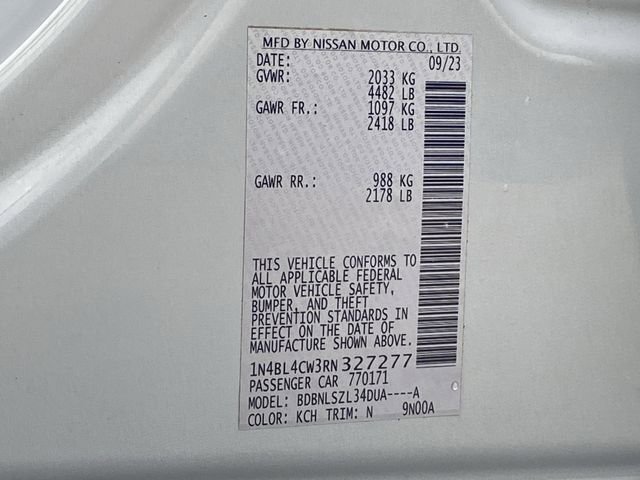 MFD BY NISSAN MOTOR CO., LTD.
DATE: 09/23
GVWR: 2033 KG
4482 LB
GAWR FR.: 1097 KG
2418 LB
GAWR RR.: 988 KG
2178 LB
THIS VEHICLE CONFORMS TO
ALL APPLICABLE FEDERAL
MOTOR VEHICLE SAFETY,
BUMPER, AND THEFT
PREVENTION STANDARDS IN
EFFECT ON THE DATE OF
MANUFACTURE SHOWN ABOVE.
1N4BL4CW3RN327277
PASSENGER CAR 770171
MODEL: BDBNLSZL34DUA----A
COLOR: KCH TRIM: N 9N00A